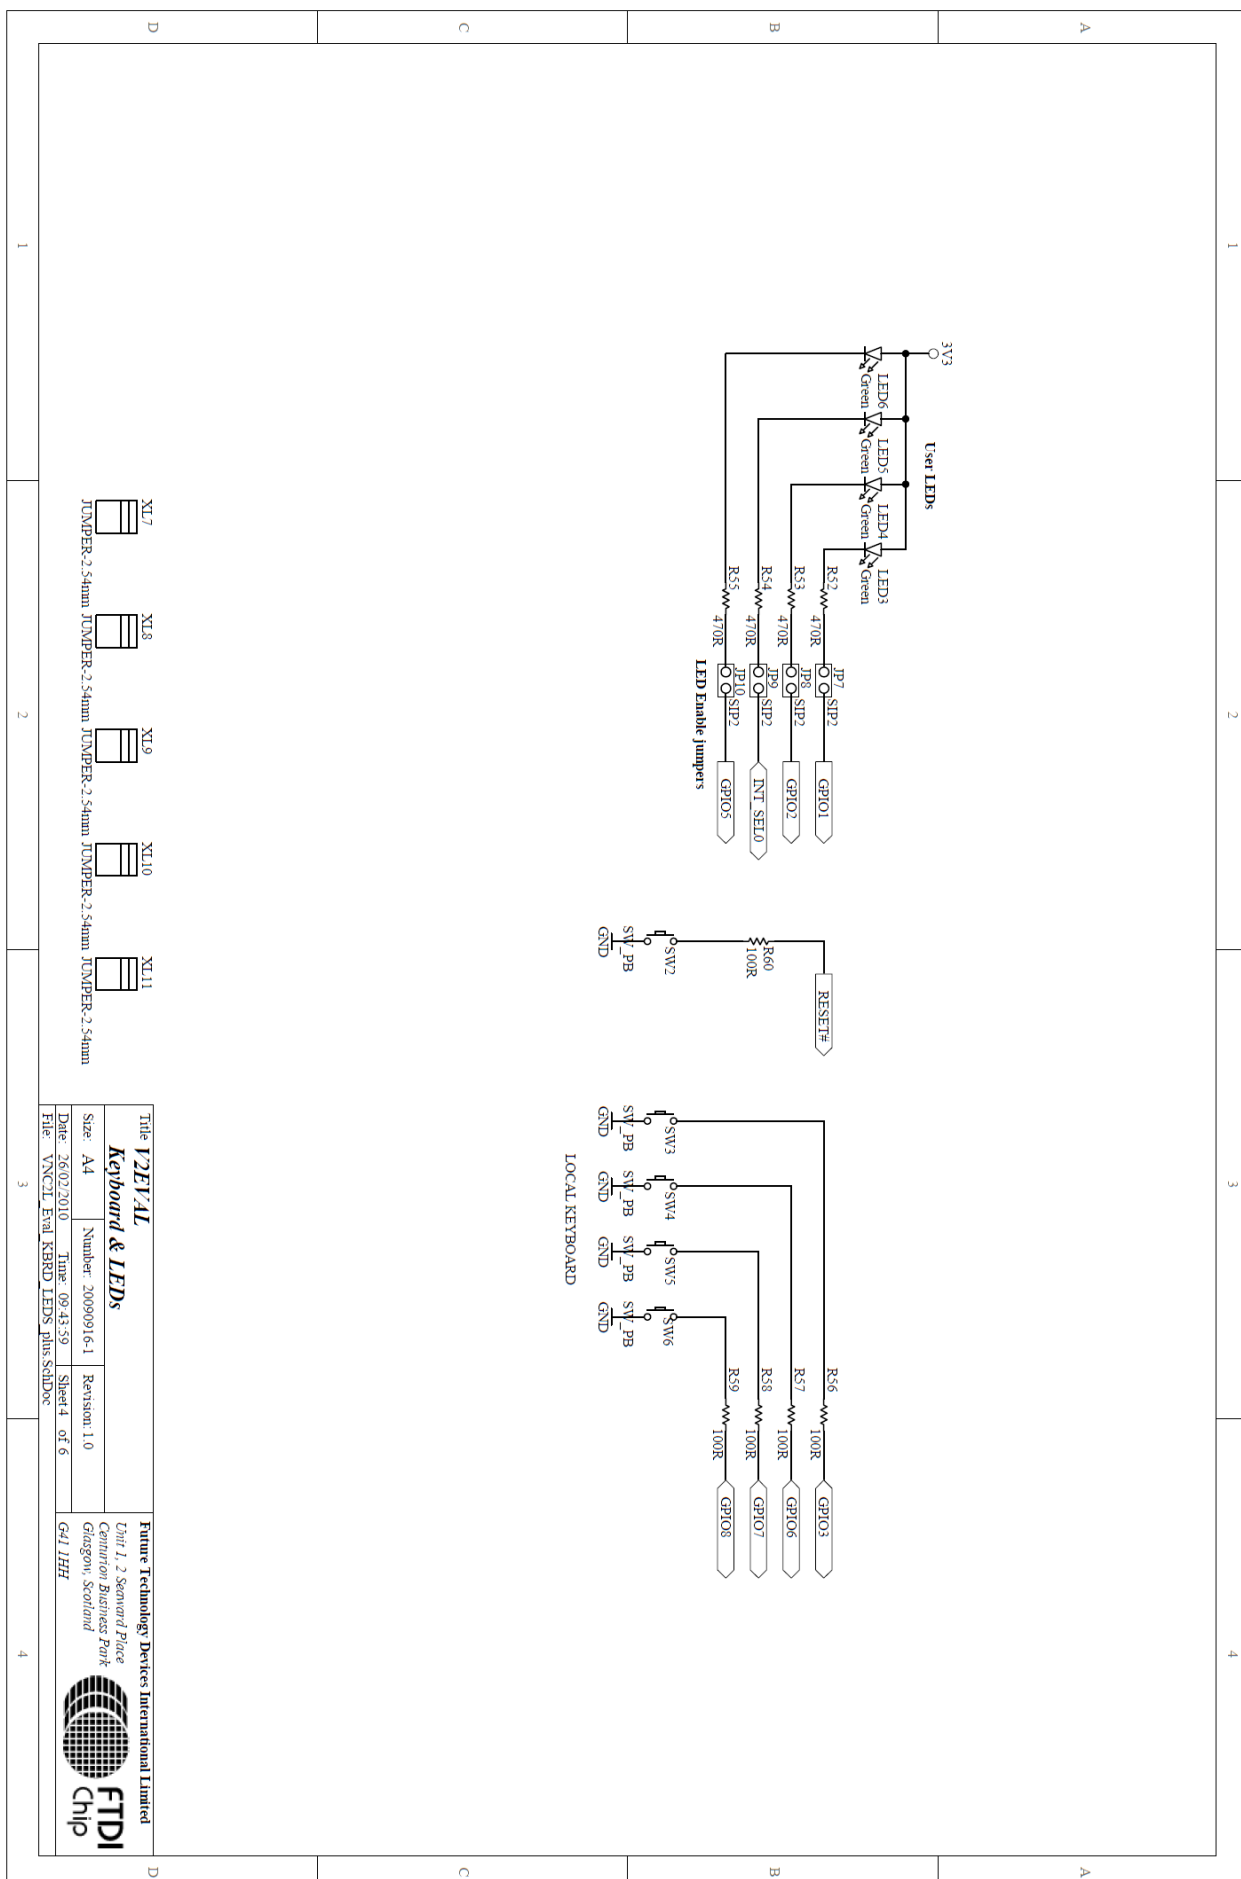 1
2
3
4
A
A
B
B
C
C
D
D
1
2
3
4
3V3
User LEDs
LED6
Green
LED5
Green
LED4
Green
LED3
Green
R52
470R
JP7
SIP2
GPIO1
R53
470R
JP8
SIP2
GPIO2
R54
470R
JP9
SIP2
INT_SEL0
R55
470R
JP10
SIP2
GPIO5
LED Enable jumpers
RESET#
R60
100R
SW2
SW_PB
GND
R56
100R
GPIO3
R57
100R
GPIO6
R58
100R
GPIO7
R59
100R
GPIO8
SW3
SW_PB
GND
SW4
SW_PB
GND
SW5
SW_PB
GND
SW6
SW_PB
GND
LOCAL KEYBOARD
XL7
JUMPER-2.54mm
XL8
JUMPER-2.54mm
XL9
JUMPER-2.54mm
XL10
JUMPER-2.54mm
XL11
JUMPER-2.54mm
Title V2EVAL
Keyboard & LEDs
Size: A4
Number: 20090916-1
Revision: 1.0
Date: 26/02/2010
Time: 09:43:59
Sheet 4 of 6
File: VNC2L_Eval_KBRD_LEDS_plus.SchDoc
Future Technology Devices International Limited
Unit 1, 2 Seaward Place
Centurion Business Park
Glasgow, Scotland
G41 1HH
FTDI
Chip